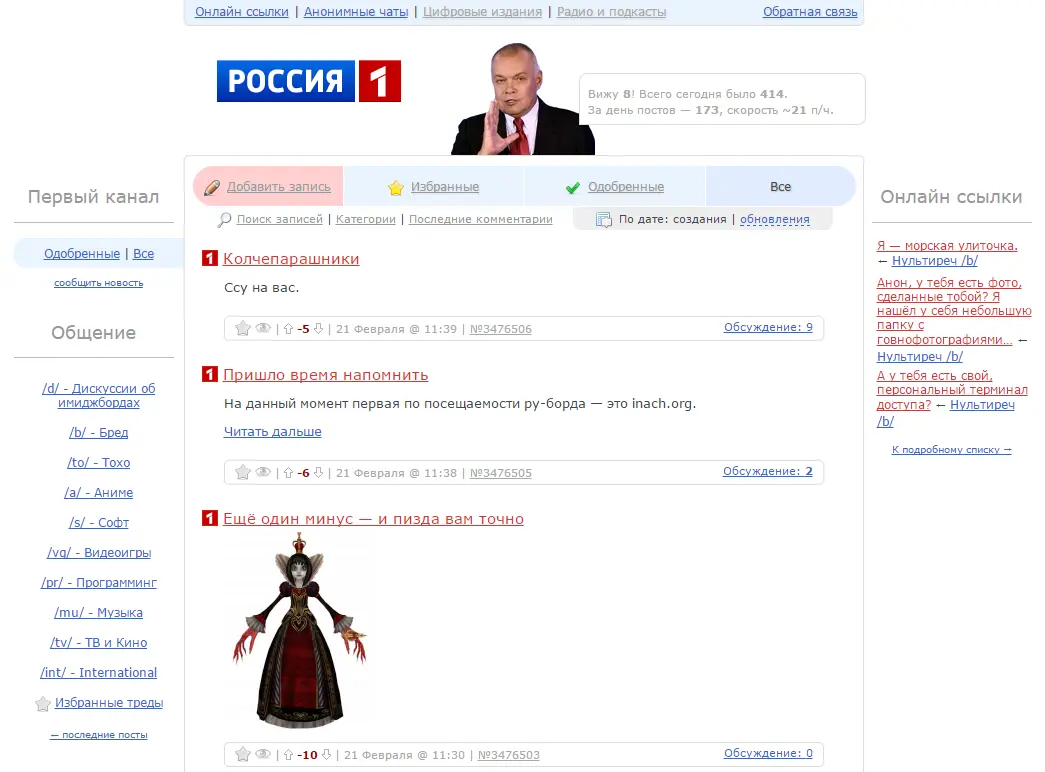 Онлайн ссылки | Анонимные чаты | Цифровые издания | Радио и подкасты
Обратная связь
РОССИЯ 1
Вижу 8! Всего сегодня было 414.
За день постов — 173, скорость ~21 п/ч.
Первый канал
Одобренные | Все
сообщить новость
Общение
/d/ - Дискуссии об
имиджбордах
/b/ - Бред
/to/ - Тохо
/a/ - Аниме
/s/ - Софт
/vg/ - Видеоигры
/pr/ - Программинг
/mu/ - Музыка
/tv/ - ТВ и Кино
/int/ - International
Избранные треды
← последние посты
Добавить запись
Избранные
Одобренные
Все
Поиск записей | Категории | Последние комментарии
По дате: создания | обновления
1 Колчепарашники
Ссу на вас.
| -5 | 21 Февраля @ 11:39 | №3476506
Обсуждение: 9
1 Пришло время напомнить
На данный момент первая по посещаемости ру-борда — это inach.org.
Читать дальше
| -6 | 21 Февраля @ 11:38 | №3476505
Обсуждение: 2
1 Ещё один минус — и пизда вам точно
| -10 | 21 Февраля @ 11:30 | №3476503
Обсуждение: 0
Онлайн ссылки
Я — морская улиточка.
← Нультиреч /b/
Анон, у тебя есть фото,
сделанные тобой? Я
нашёл у себя небольшую
папку с
говнофотографиями... ←
Нультиреч /b/
А у тебя есть свой,
персональный терминал
доступа? ← Нультиреч
/b/
К подробному списку →